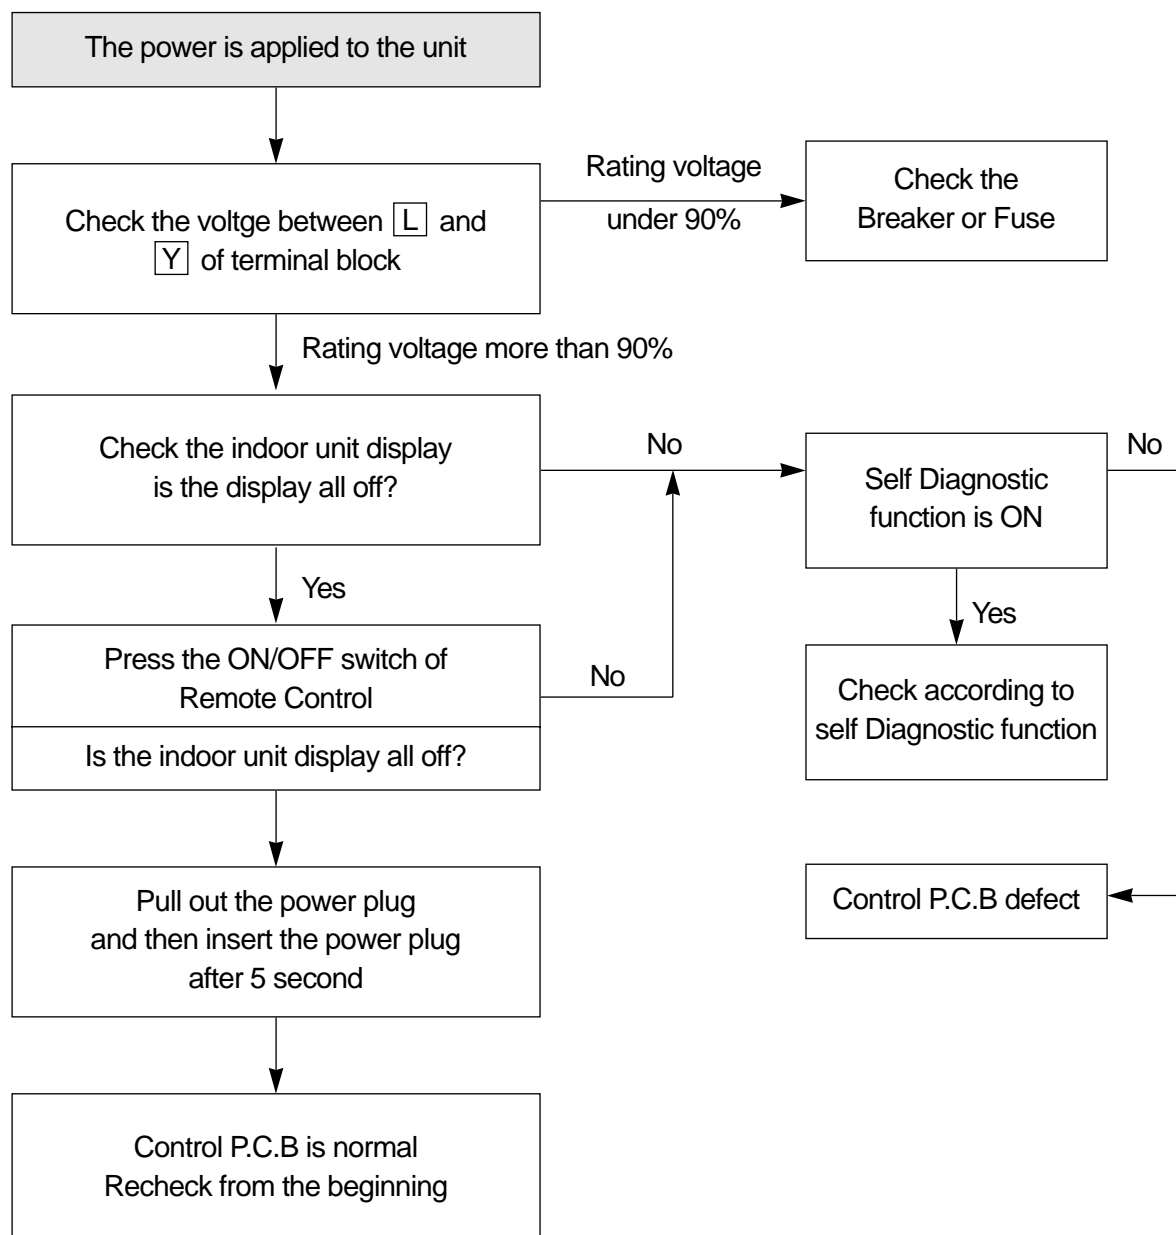 The power is applied to the unit
Check the voltge between L and
Y of terminal block
Rating voltage
under 90%
Check the
Breaker or Fuse
Rating voltage more than 90%
Check the indoor unit display
is the display all off?
No
Self Diagnostic
function is ON
No
Yes
Yes
Press the ON/OFF switch of
Remote Control
No
Is the indoor unit display all off?
Check according to
self Diagnostic function
Pull out the power plug
and then insert the power plug
after 5 second
Control P.C.B defect
Control P.C.B is normal
Recheck from the beginning